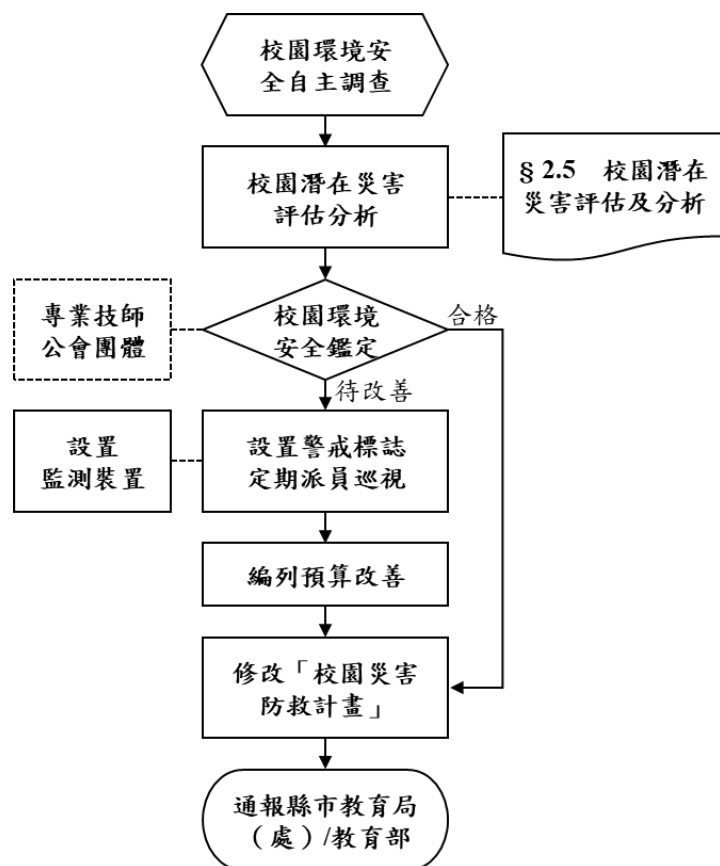 校園環境安
全自主調查
校園潛在災害
評估分析
§ 2.5 校園潛在
災害評估及分析
專業技師
公會團體
校園環境
安全鑑定
合格
待改善
設置
監測裝置
設置警戒標誌
定期派員巡視
編列預算改善
修改「校園災害
防救計畫」
通報縣市教育局
（處）/教育部